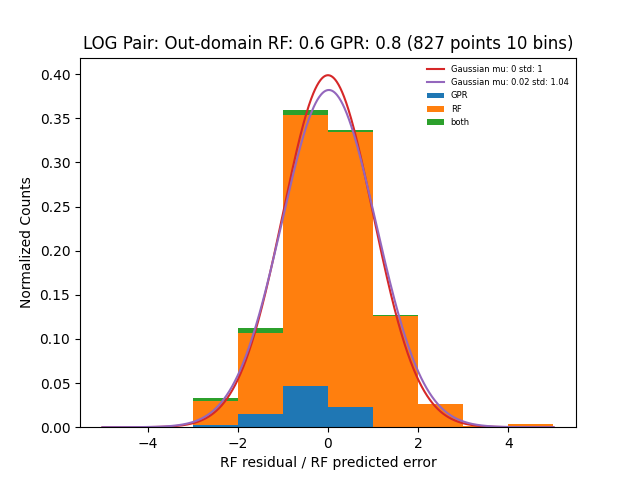 LOG Pair: Out-domain RF: 0.6 GPR: 0.8 (827 points 10 bins)
Gaussian mu: 0 std: 1
Gaussian mu: 0.02 std: 1.04
GPR
RF
both
Normalized Counts
0.40
0.35
0.30
0.25
0.20
0.15
0.10
0.05
0.00
−4
−2
0
2
4
RF residual / RF predicted error